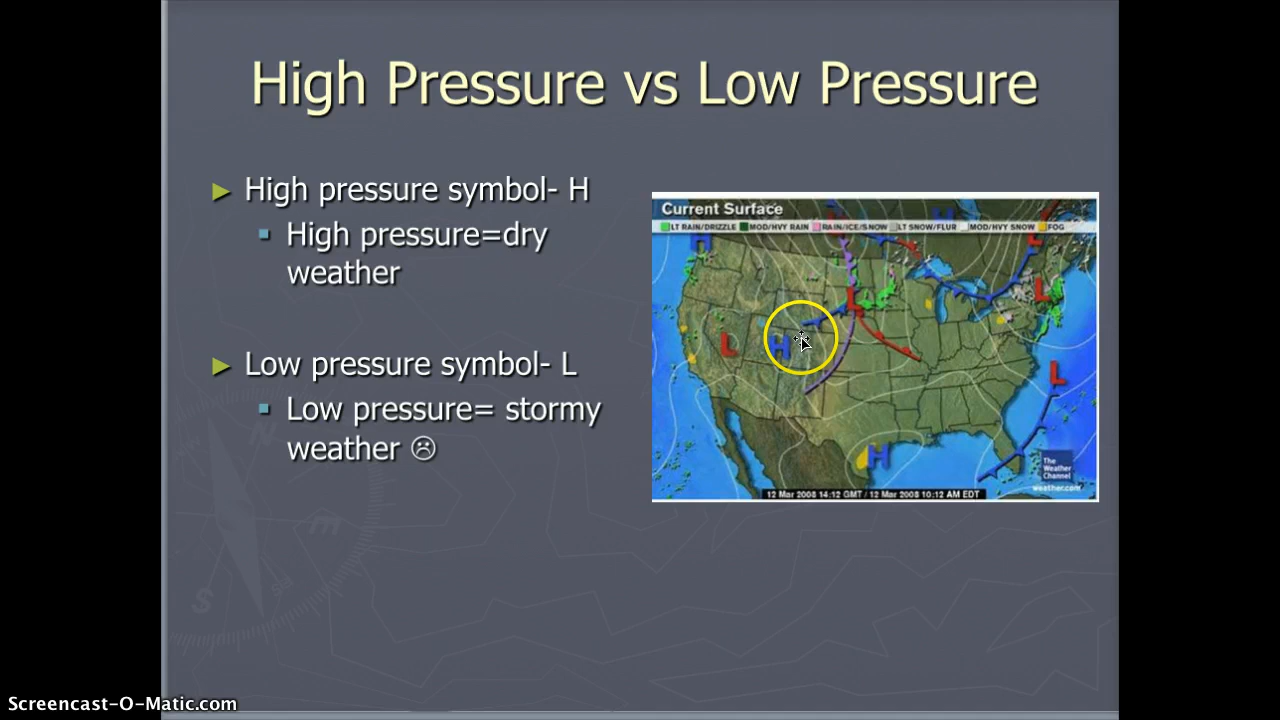 High Pressure vs Low Pressure
High pressure symbol- H
High pressure=dry
weather
Low pressure symbol- L
Low pressure= stormy
weather ☹
Current Surface
LT RAIN/DRIZZLE MOD/HVY RAIN RAIN/ICE/SNOW LT SNOW/FLUR MOD/HVY SNOW FOG
L H L
H
L L
L H
L
H
The
Weather
Channel
weather.com
12 Mar 2008 14:12 GMT / 12 Mar 2008 10:12 AM EDT
N
m
S
Screencast-O-Matic.com